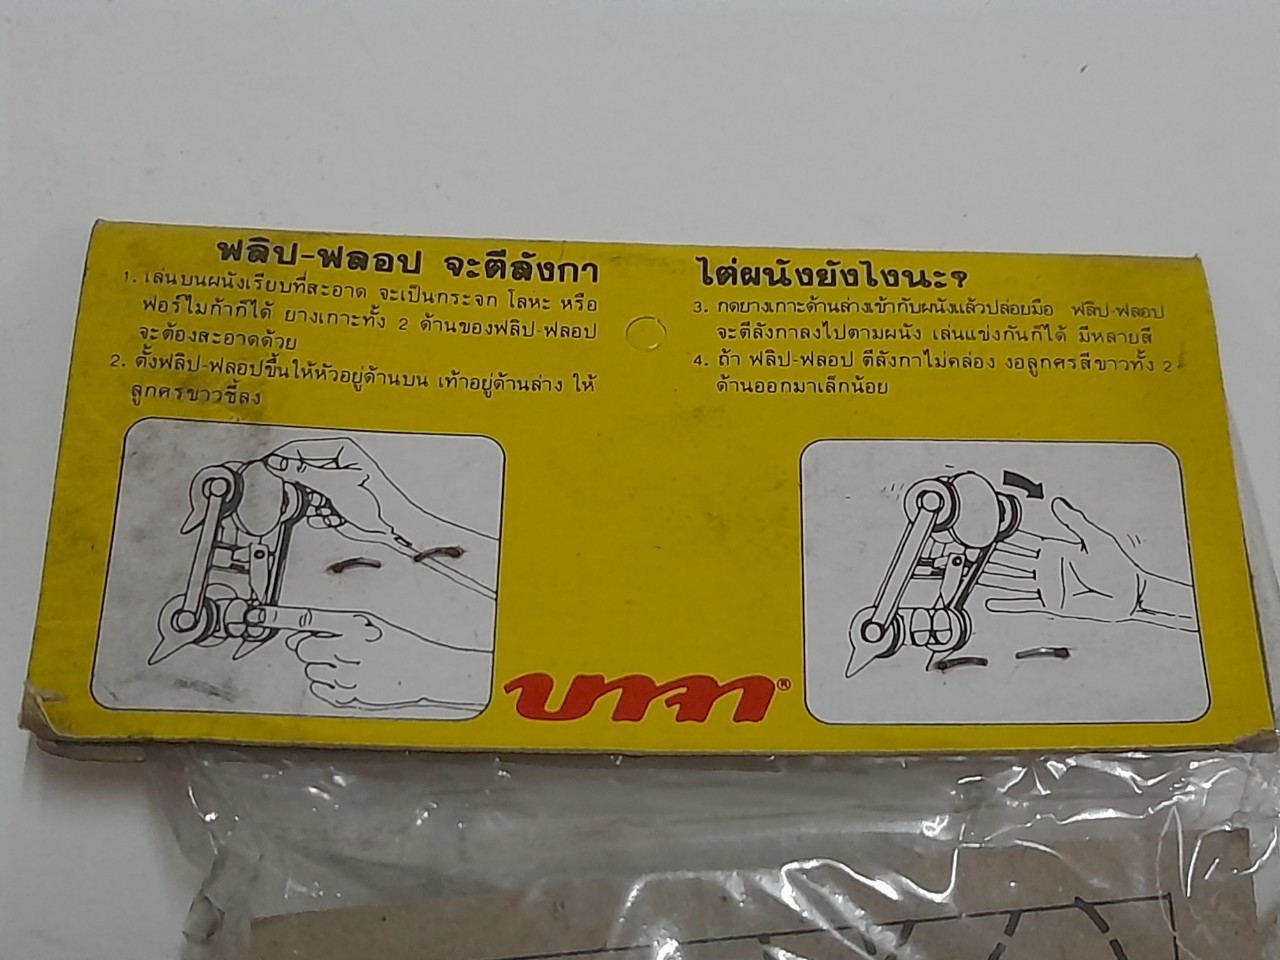 ฟลิป-ฟลอป จะตีลังกา
1. เล่นบนผนังเรียบที่สะอาด จะเป็นกระจก โลหะ หรือ
ฟอร์ไมก้าก็ได้ ยางเกาะทั้ง 2 ด้านของฟลิป-ฟลอป
จะต้องสะอาดด้วย
2. ตั้งฟลิป-ฟลอปขึ้นให้หัวอยู่ด้านบน เท้าอยู่ด้านล่าง ให้
ลูกศรขาวชี้ลง
ไต่ผนังยังไงนะ?
3. กดยางเกาะด้านล่างเข้ากับผนังแล้วปล่อยมือ ฟลิป-ฟลอป
จะตีลังกาลงไปตามผนัง เล่นแข่งกันก็ได้ มีหลายสี
4. ถ้า ฟลิป-ฟลอป ตีลังกาไม่คล่อง งอลูกศรสีขาวทั้ง 2
ด้านออกมาเล็กน้อย
บาจา®